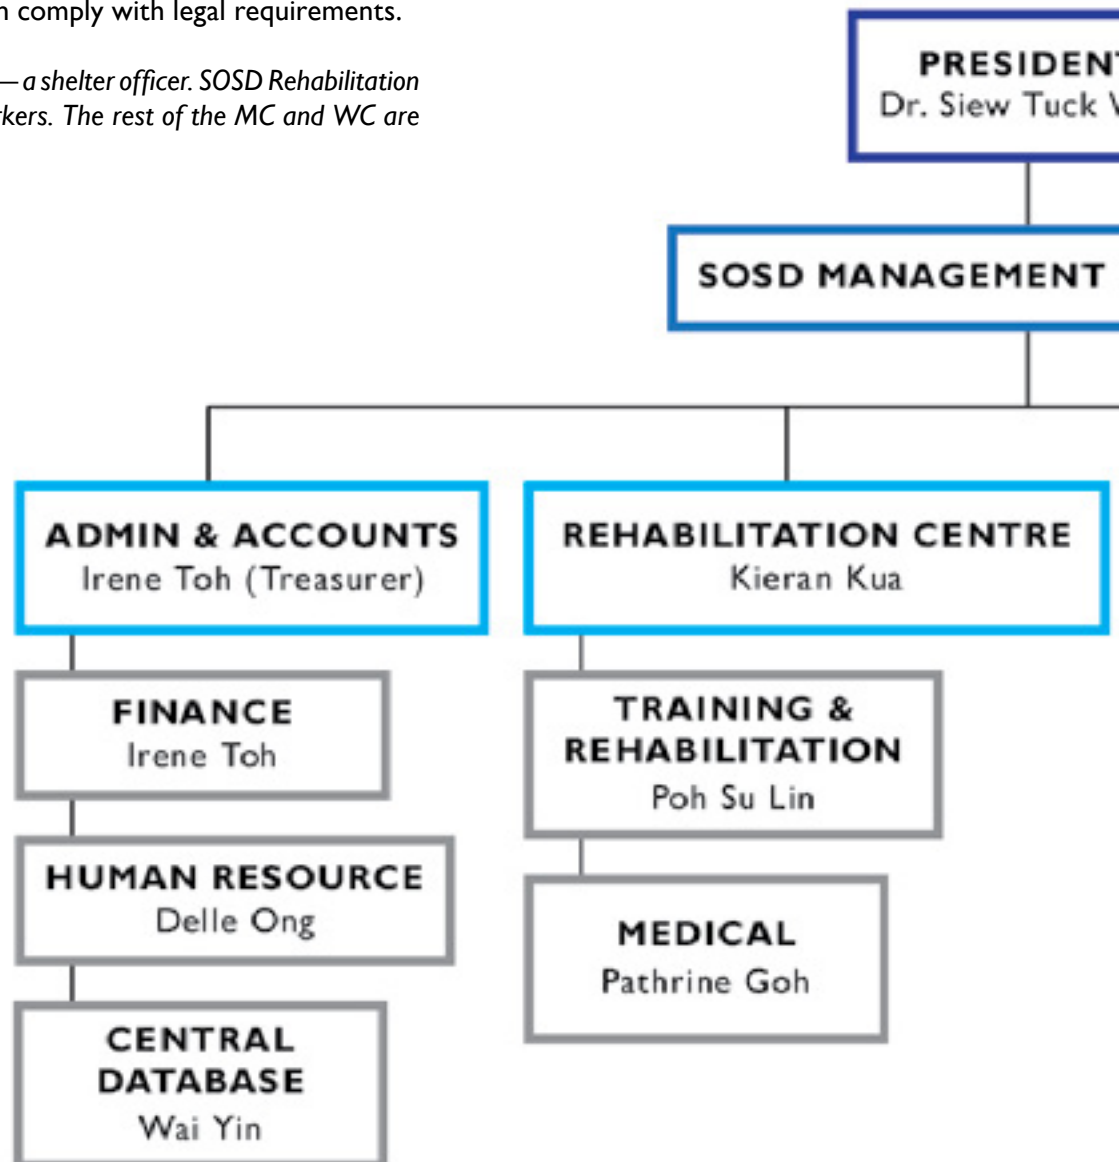 comply with legal requirements.
—a shelter officer. SOSD Rehabilitation
The rest of the MC and WC are
PRESIDENT
Dr. Siew Tuck
SOSD MANAGEMENT
ADMIN & ACCOUNTS
Irene Toh (Treasurer)
REHABILITATION CENTRE
Kieran Kua
FINANCE
Irene Toh
TRAINING &
REHABILITATION
Poh Su Lin
HUMAN RESOURCE
Delle Ong
MEDICAL
Pathrine Goh
CENTRAL
DATABASE
Wai Yin